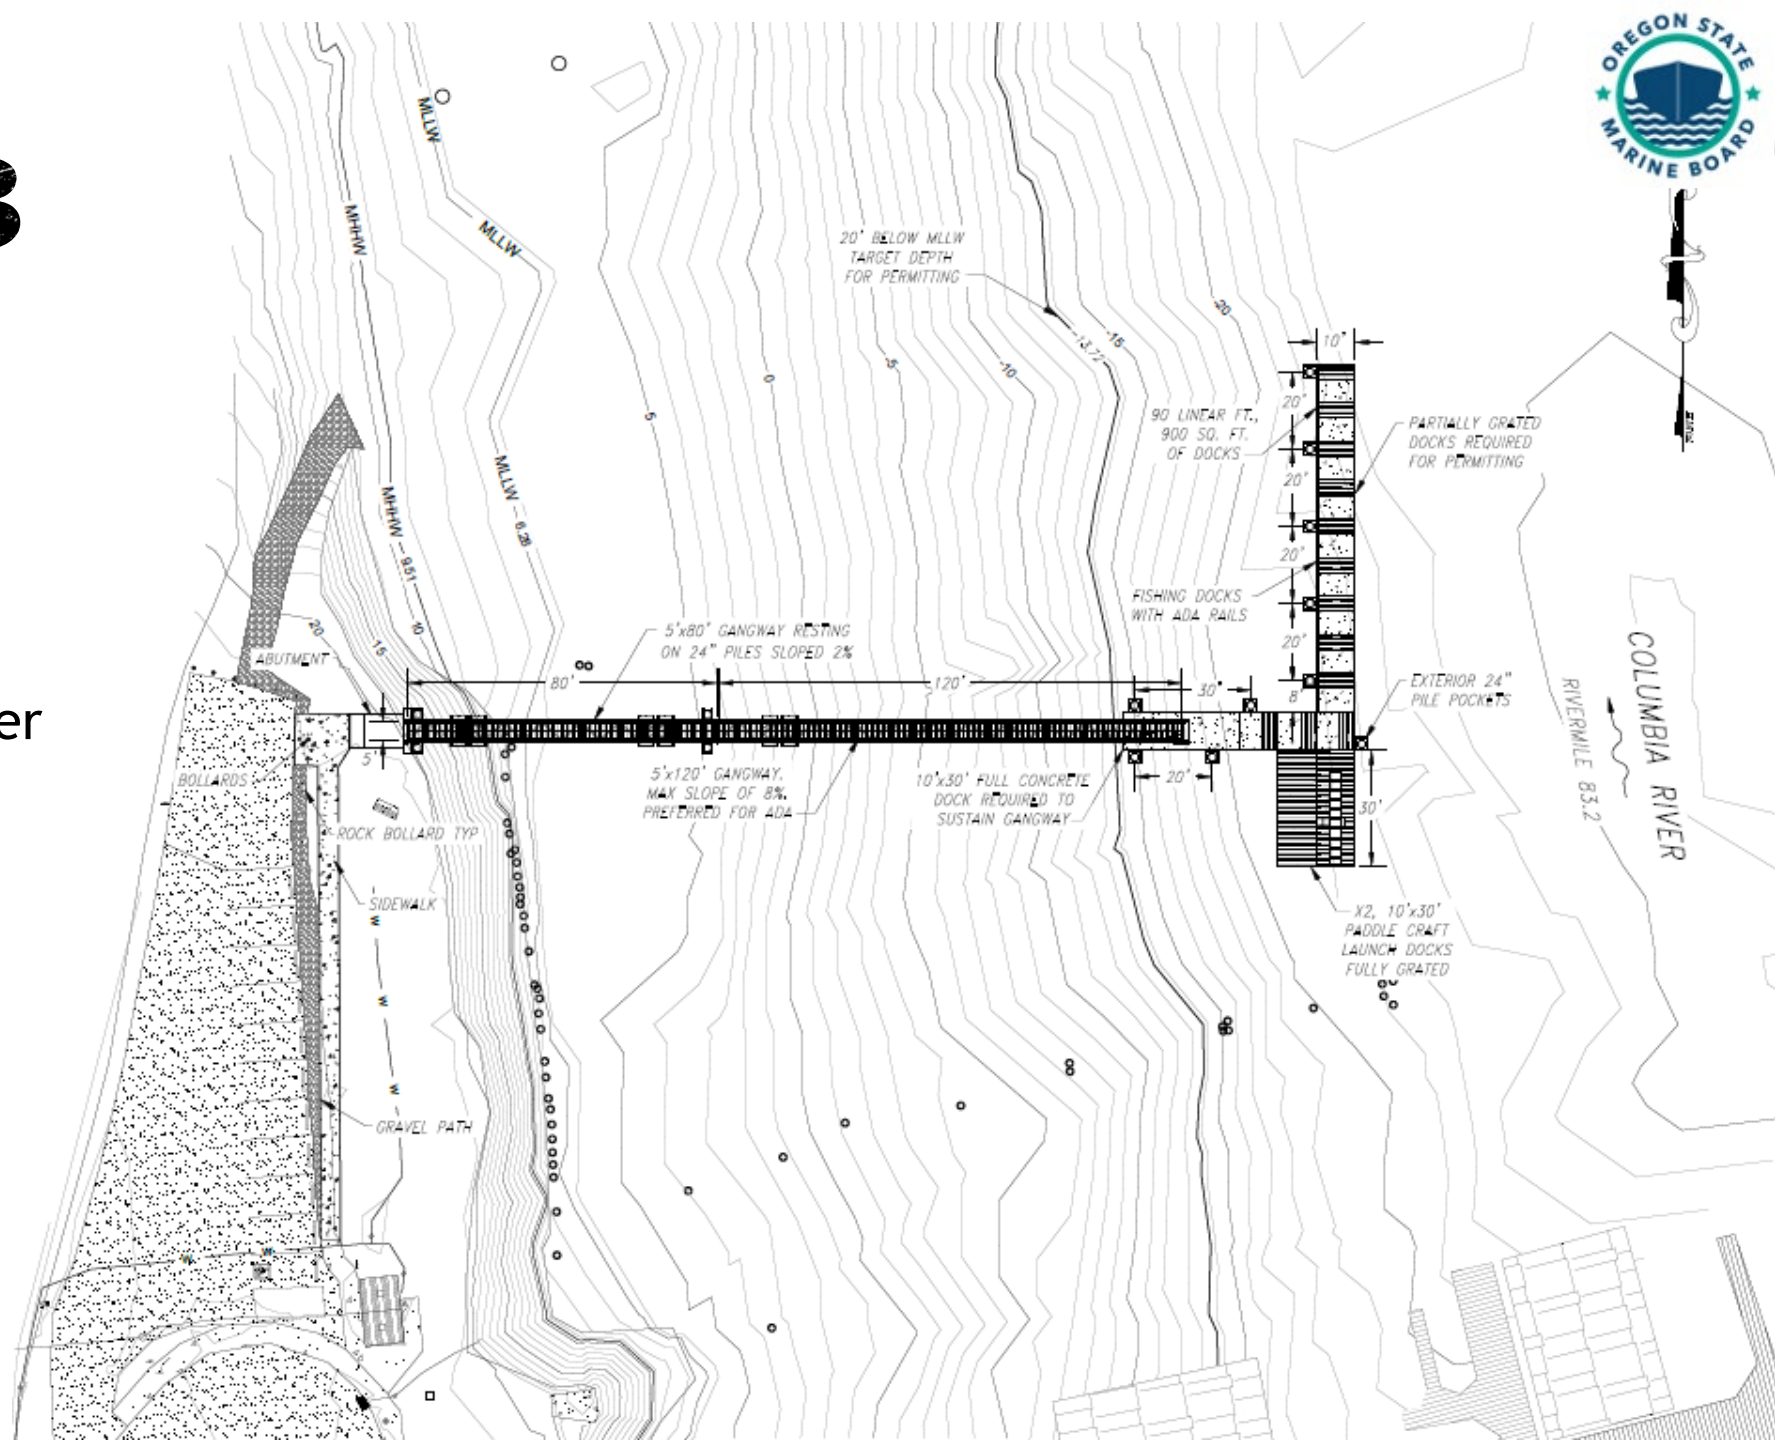 OREGON STATE
MARINE BOARD
er
MLLW
MHHW
MLLW
20' BELOW MLLW
TARGET DEPTH
FOR PERMITTING
-20
-15
-13.72
-10
-5
0
5
10'
20'
90 LINEAR FT.,
900 SQ. FT.
OF DOCKS
PARTIALLY GRATED
DOCKS REQUIRED
FOR PERMITTING
20'
MLLW - 6.28
MHHW - 9.51
20'
FISHING DOCKS
WITH ADA RAILS
20'
10
15
20
ABUTMENT
5'x80' GANGWAY RESTING
ON 24" PILES SLOPED 2%
80'
120'
30'
8'
EXTERIOR 24"
PILE POCKETS
COLUMBIA RIVER
RIVERMILE 83.2
5'
BOLLARDS
5'x120' GANGWAY.
MAX SLOPE OF 8%.
PREFERRED FOR ADA
10'x30' FULL CONCRETE
DOCK REQUIRED TO
SUSTAIN GANGWAY
20'
30'
ROCK BOLLARD TYP
SIDEWALK
W
X2, 10'x30'
PADDLE CRAFT
LAUNCH DOCKS
FULLY GRATED
W
W
GRAVEL PATH
W
W